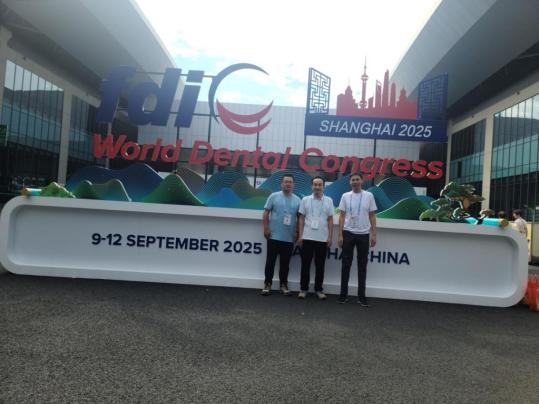 fdi
SHANGHAI 2025
World Dental Congress
9-12 SEPTEMBER 2025 CHINA